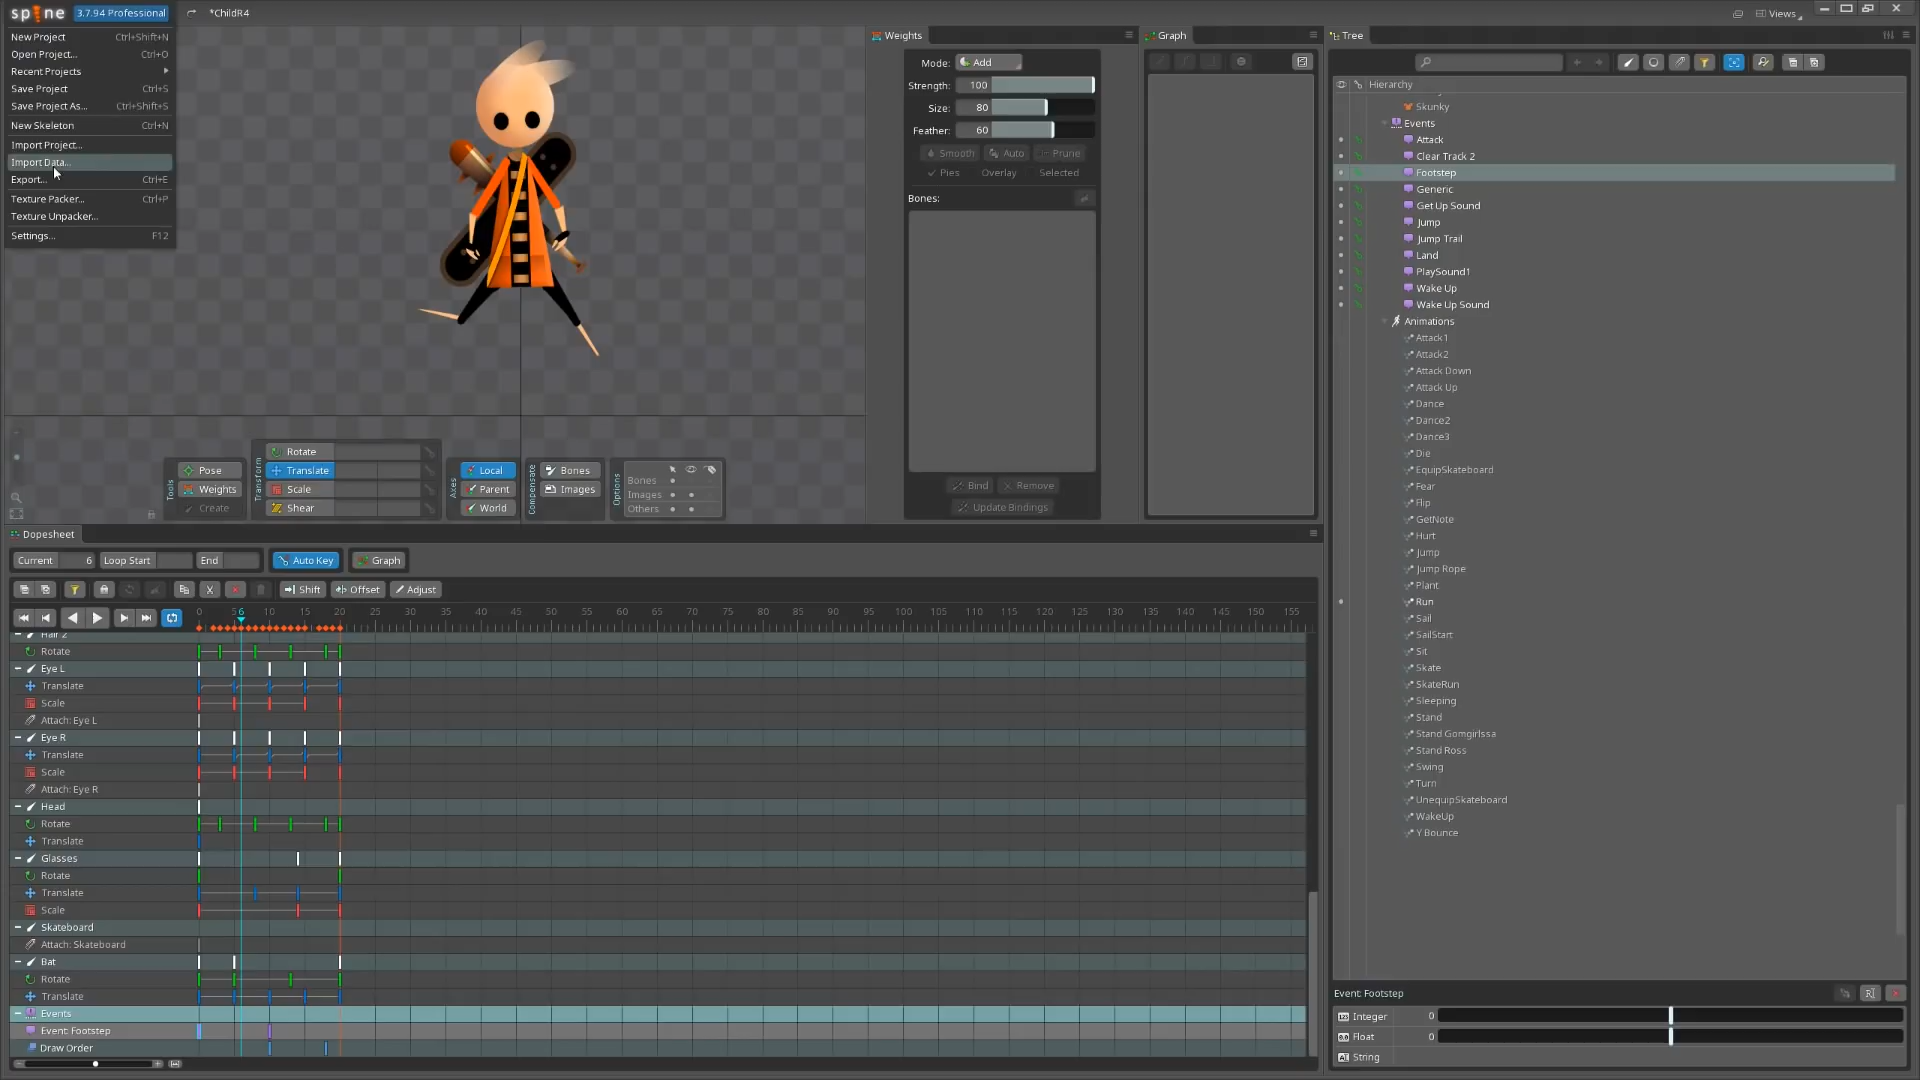 spine 3.7.94 Professional *ChildR4 Views
New Project Ctrl+Shift+N
Open Project... Ctrl+O
Recent Projects
Save Project Ctrl+S
Save Project As... Ctrl+Shift+S
New Skeleton Ctrl+N
Import Project...
Import Data...
Export... Ctrl+E
Texture Packer... Ctrl+P
Texture Unpacker...
Settings... F12
Tools
Pose
Weights
Create
Transform
Rotate
Translate
Scale
Shear
Axes
Local
Parent
World
Compensate
Bones
Images
Options
Bones
Images
Others
Weights
Mode: Add
Strength: 100
Size: 80
Feather: 60
Smooth Auto Prune
Pies Overlay Selected
Bones:
Bind Remove
Update Bindings
Graph
Tree
Hierarchy
Skunky
Events
Attack
Clear Track 2
Footstep
Generic
Get Up Sound
Jump
Jump Trail
Land
PlaySound1
Wake Up
Wake Up Sound
Animations
Attack1
Attack2
Attack Down
Attack Up
Dance
Dance2
Dance3
Die
EquipSkateboard
Fear
Flip
GetNote
Hurt
Jump
Jump Rope
Plant
Run
Sail
SailStart
Sit
Skate
SkateRun
Sleeping
Stand
Stand Gomgirlssa
Stand Ross
Swing
Turn
UnequipSkateboard
WakeUp
Y Bounce
Event: Footstep
Integer 0
Float 0
String
Dopesheet
Current 6 Loop Start End Auto Key Graph
Shift Offset Adjust
0 5 6 10 15 20 25 30 35 40 45 50 55 60 65 70 75 80 85 90 95 100 105 110 115 120 125 130 135 140 145 150 155
Hair 2
Rotate
Eye L
Translate
Scale
Attach: Eye L
Eye R
Translate
Scale
Attach: Eye R
Head
Rotate
Translate
Glasses
Rotate
Translate
Scale
Skateboard
Attach: Skateboard
Bat
Rotate
Translate
Events
Event: Footstep
Draw Order